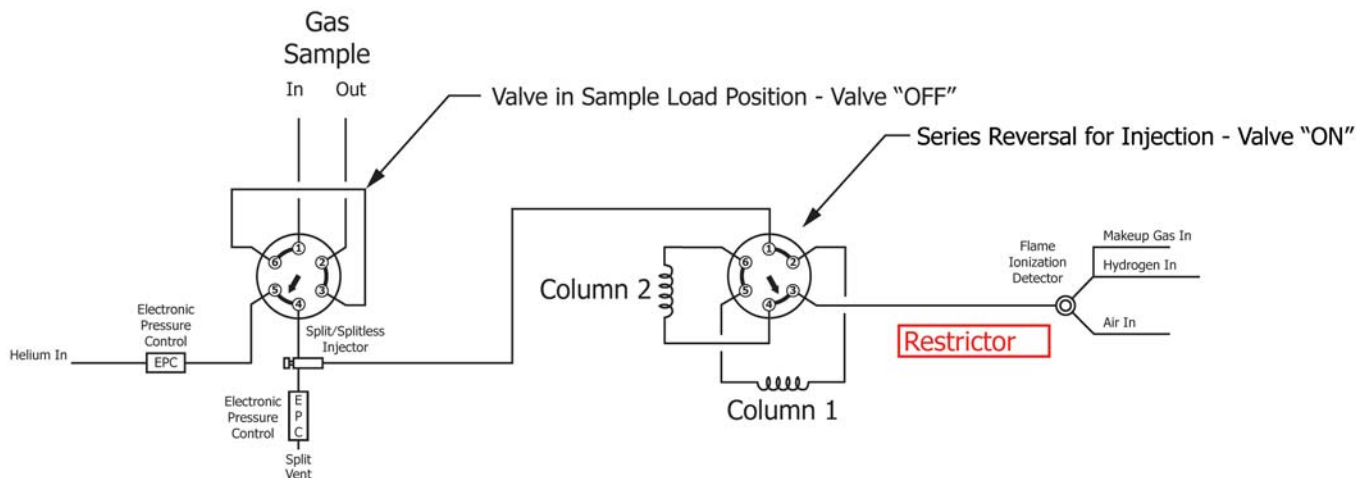 Gas
Sample
In Out
Valve in Sample Load Position - Valve “OFF”
Series Reversal for Injection - Valve “ON”
1
2
3
4
5
6
1
2
3
4
5
6
Column 2
Column 1
Electronic
Pressure
Control
Helium In
EPC
Split/Splitless
Injector
Electronic
Pressure
Control
E
P
C
Split
Vent
Flame
Ionization
Detector
Makeup Gas In
Hydrogen In
Air In
Restrictor